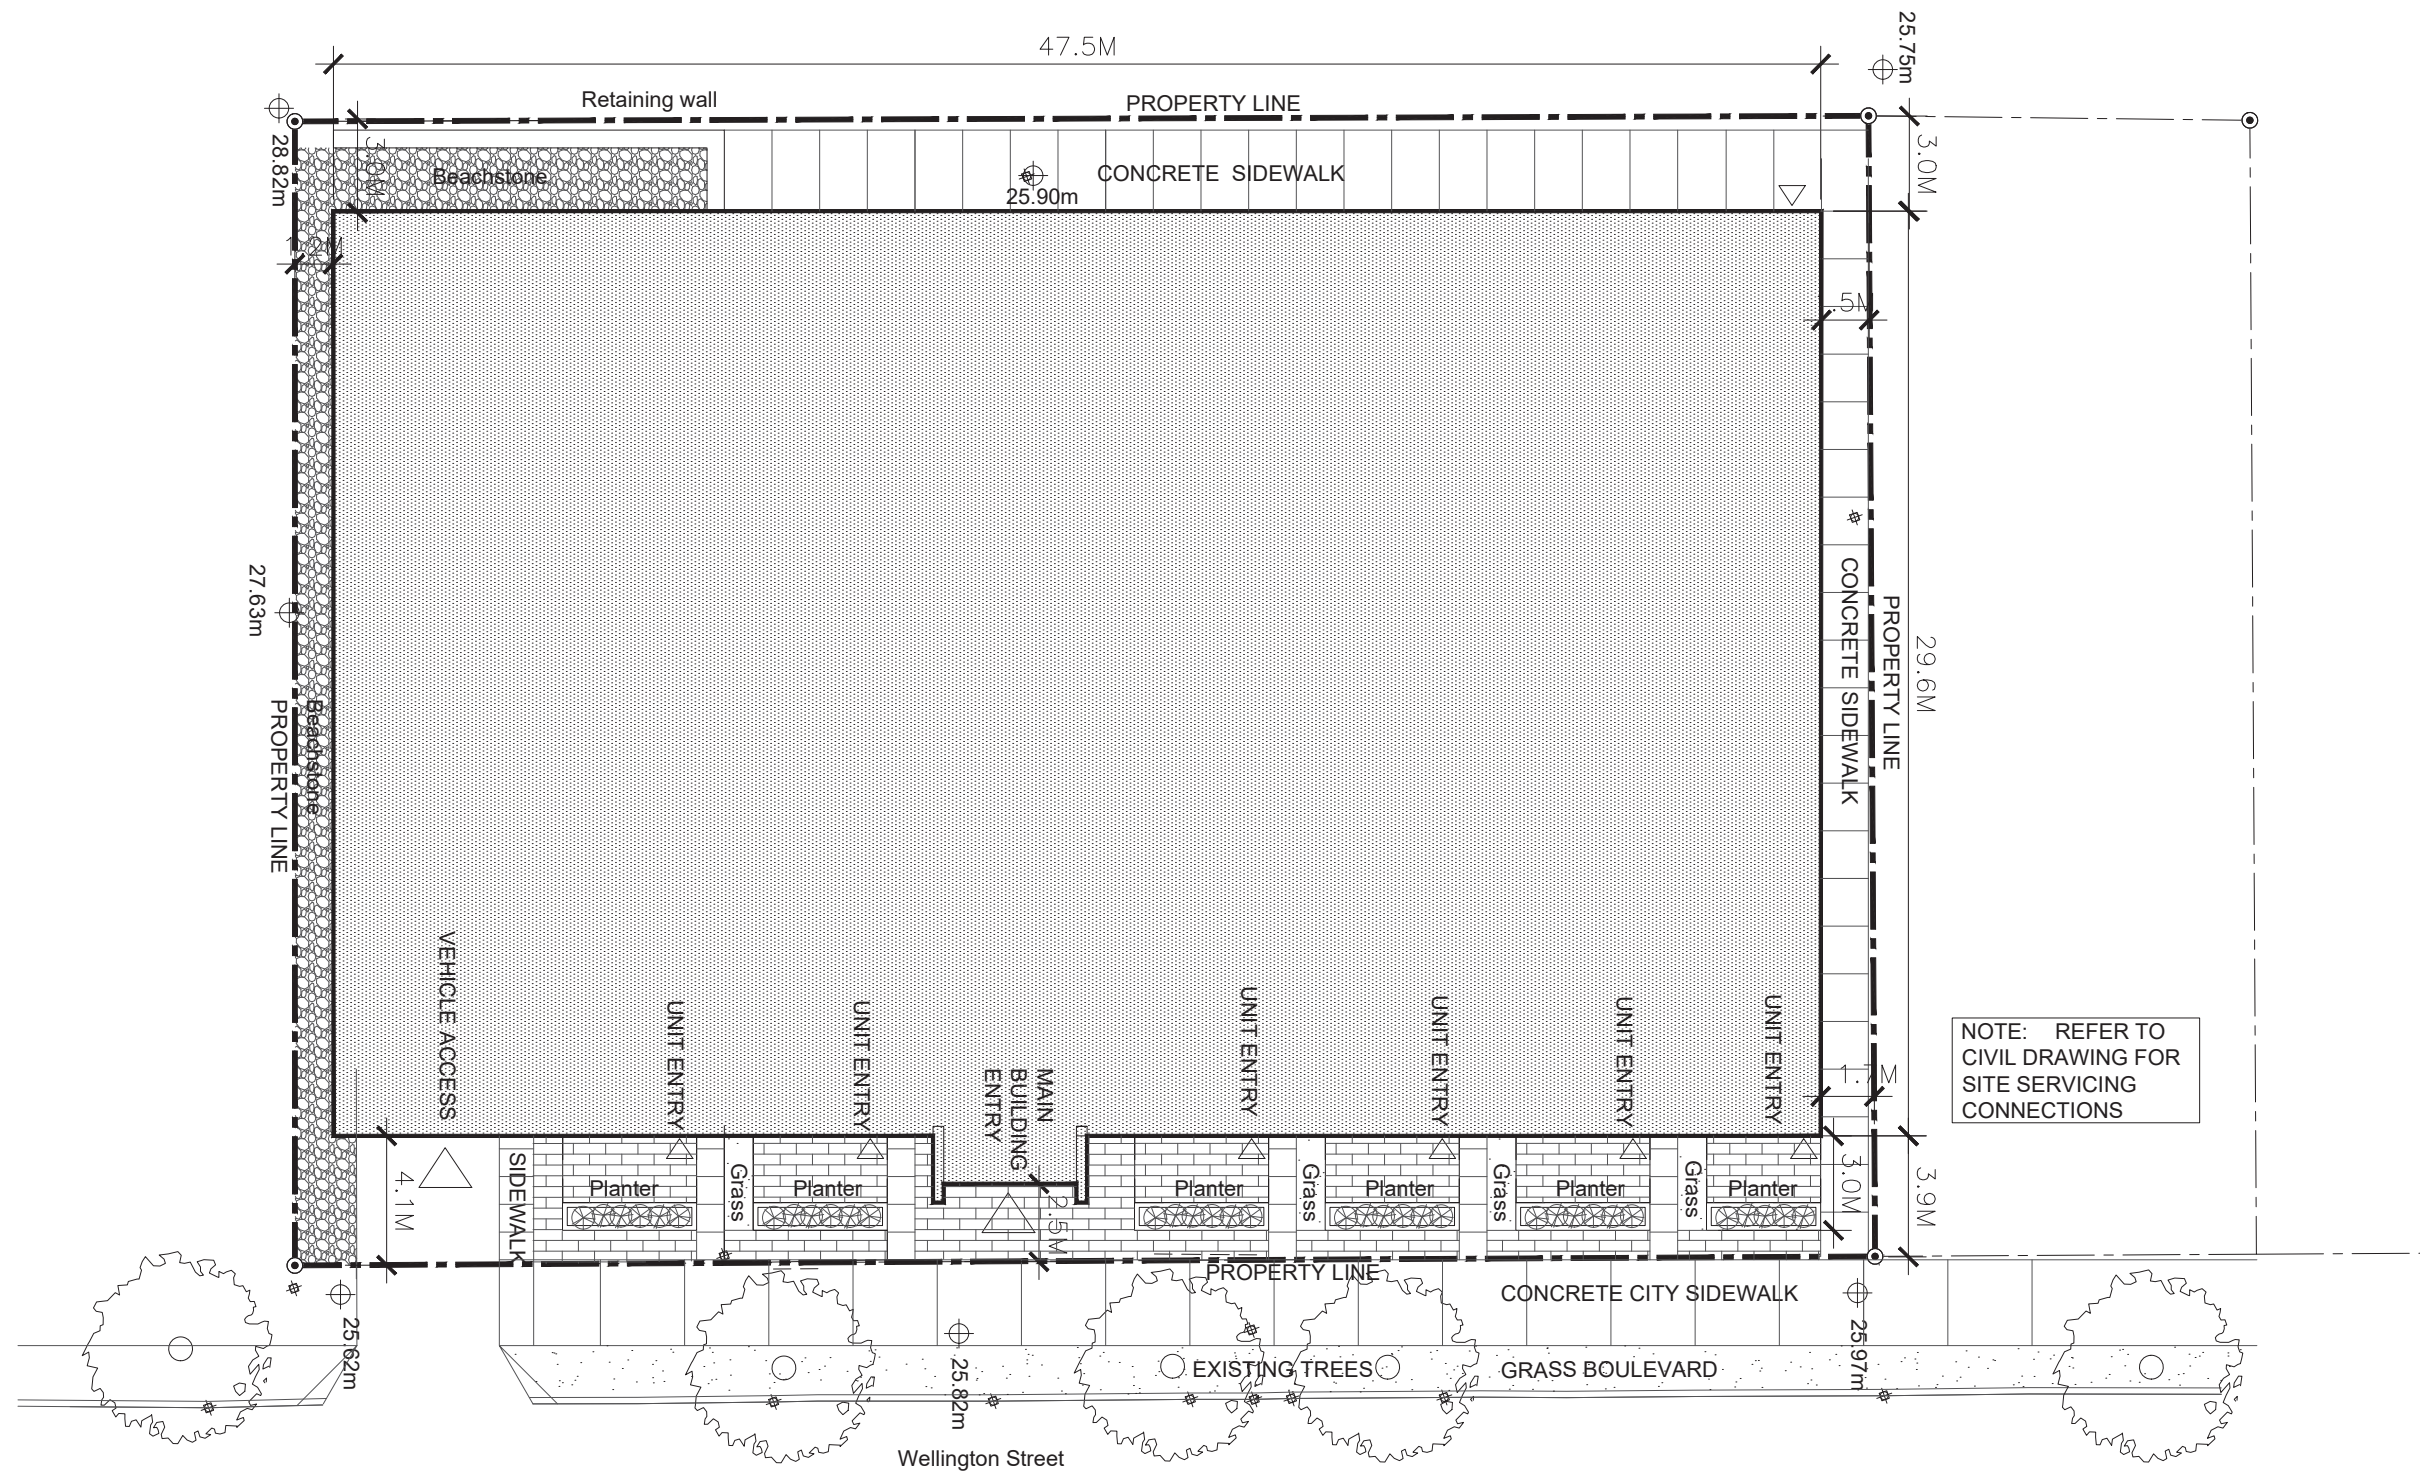 47.5M
25.75m
Retaining wall
PROPERTY LINE
28.82m
3.0M
Beachstone
CONCRETE SIDEWALK
25.90m
3.0M
1.2M
.5M
27.63m
PROPERTY LINE
Beachstone
CONCRETE SIDEWALK
PROPERTY LINE
29.6M
VEHICLE ACCESS
UNIT ENTRY
UNIT ENTRY
MAIN
BUILDING
ENTRY
UNIT ENTRY
UNIT ENTRY
UNIT ENTRY
UNIT ENTRY
1.7M
NOTE: REFER TO
CIVIL DRAWING FOR
SITE SERVICING
CONNECTIONS
4.1M
SIDEWALK
Planter
Grass
Planter
2.5M
Planter
Grass
Planter
Grass
Planter
Grass
Planter
3.0M
3.9M
PROPERTY LINE
CONCRETE CITY SIDEWALK
25.62m
25.82m
EXISTING TREES
GRASS BOULEVARD
25.97m
Wellington Street